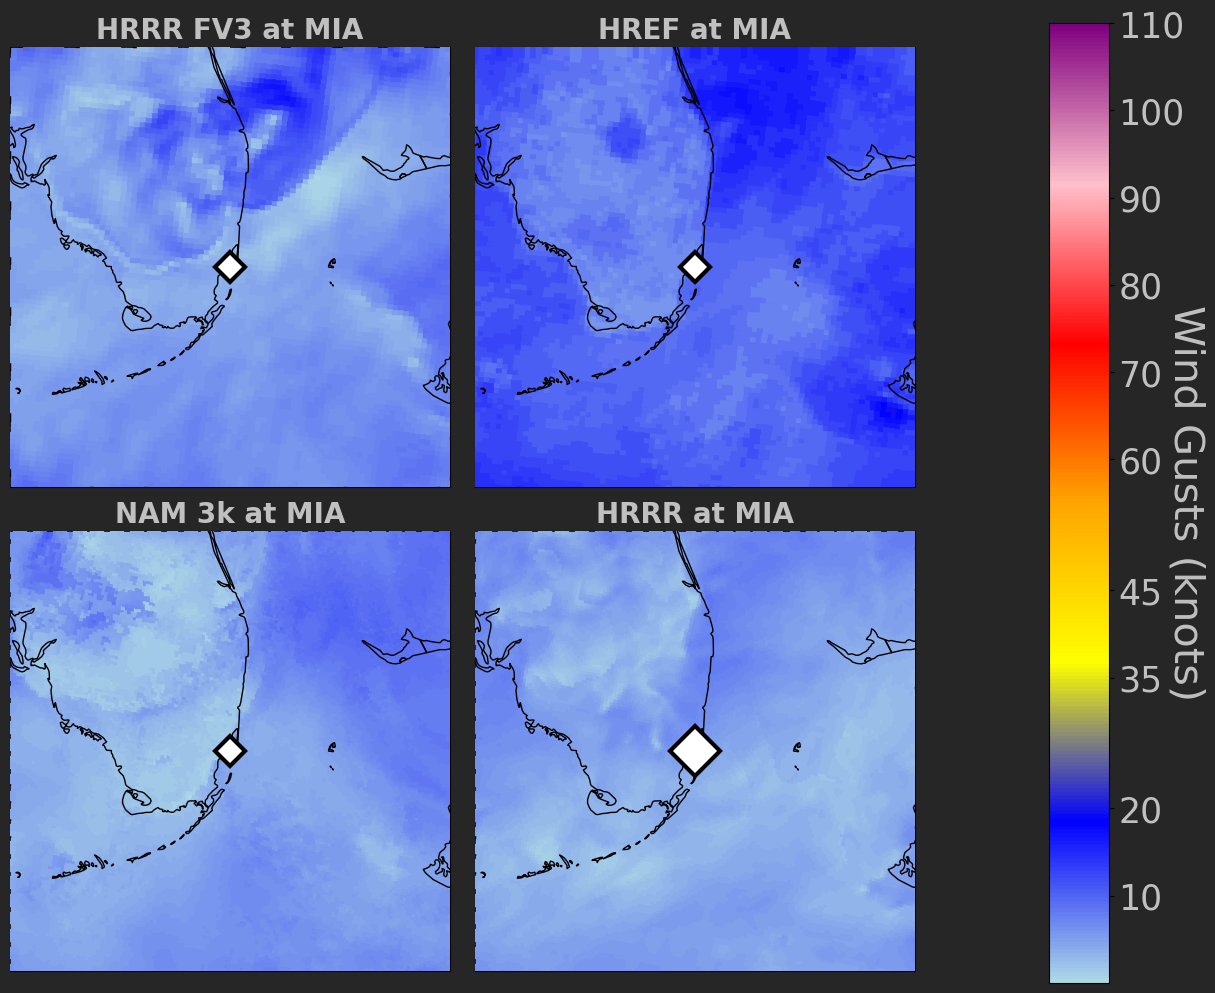 HRRR FV3 at MIA
HREF at MIA
NAM 3k at MIA
HRRR at MIA
110
100
90
80
70
60
45
35
20
10
Wind Gusts (knots)